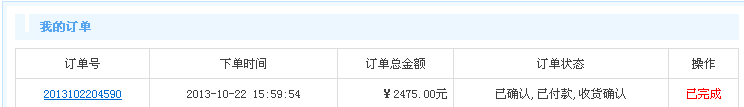 我的订单
订单号 下单时间 订单总金额 订单状态 操作
2013102204590 2013-10-22 15:59:54 ￥2475.00元 已确认,已付款,收货确认 已完成